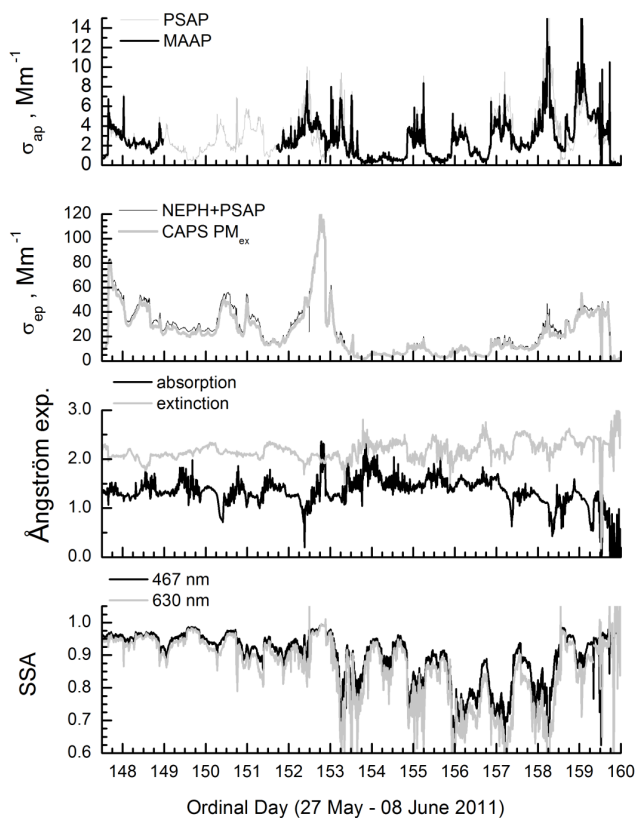 PSAP
MAAP
14
12
10
8
6
4
2
0
σap , Mm-1
NEPH+PSAP
CAPS PMex
120
100
80
60
40
20
0
σep , Mm-1
absorption
extinction
3.0
2.0
1.0
0.0
Ångström exp.
467 nm
630 nm
1.0
0.9
0.8
0.7
0.6
SSA
148 149 150 151 152 153 154 155 156 157 158 159 160
Ordinal Day (27 May - 08 June 2011)